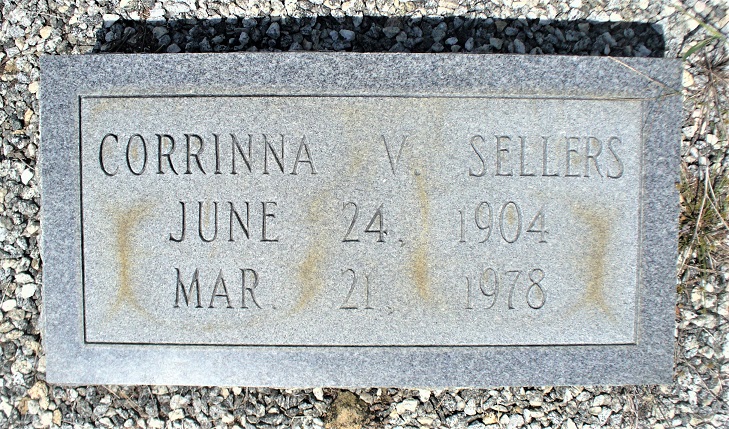 CORRINNA V. SELLERS
JUNE 24, 1904
MAR. 21, 1978